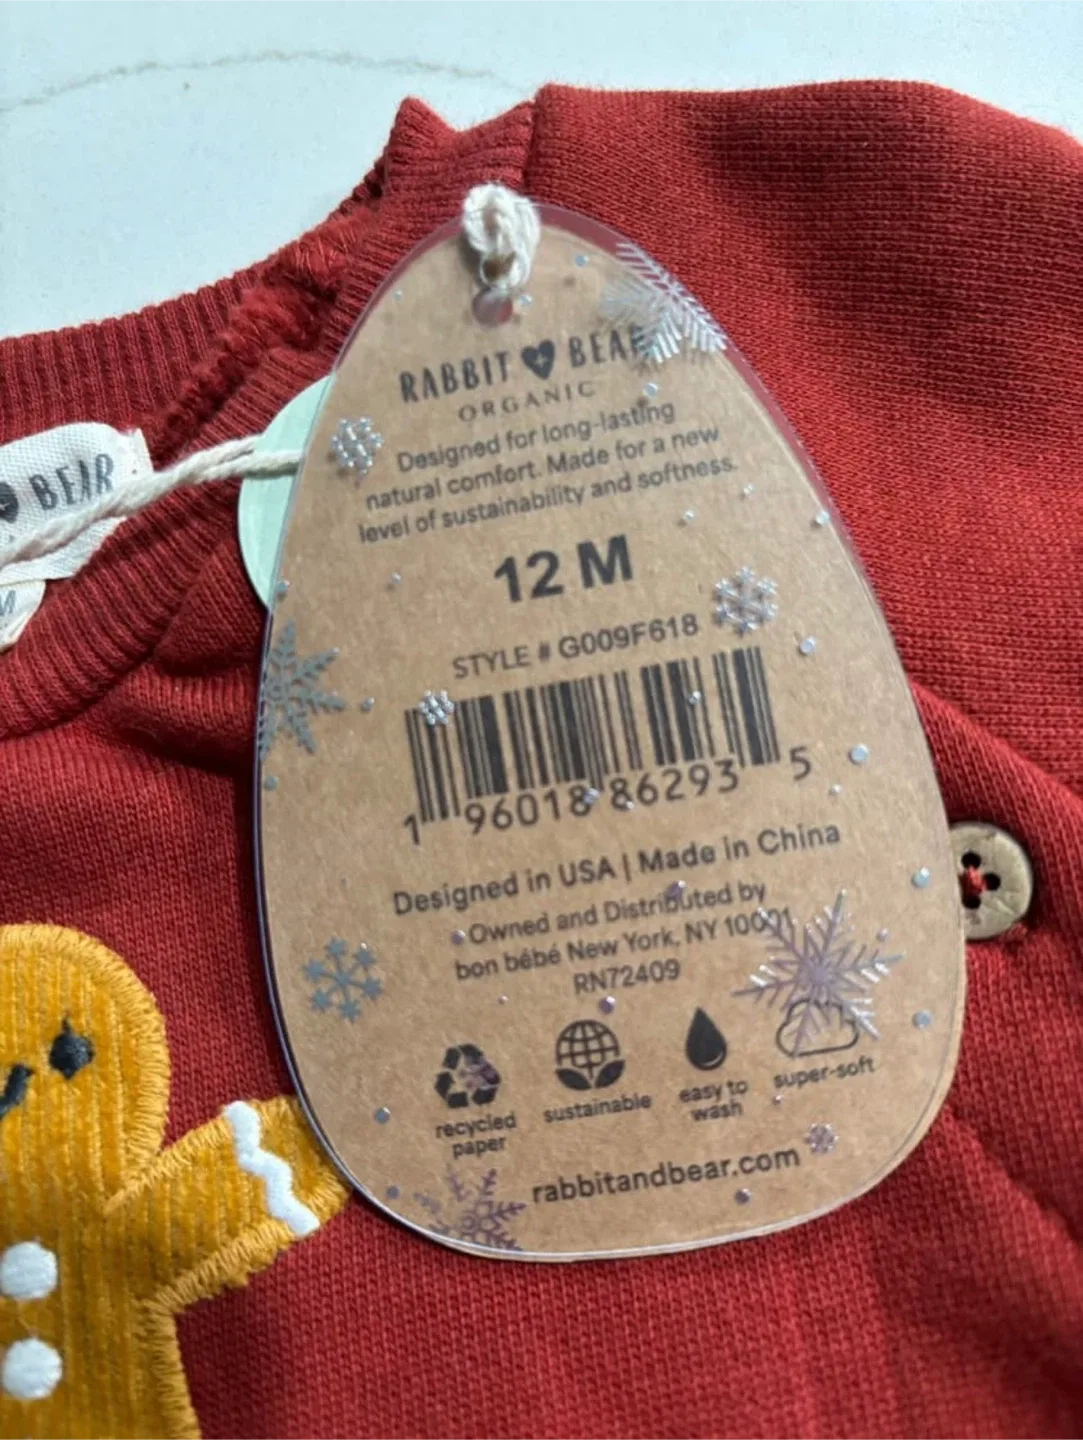 RABBIT BEAR
ORGANIC
Designed for long-lasting
natural comfort. Made for a new
level of sustainability and softness.
12 M
STYLE # G009F618
1 96018 86293 5
Designed in USA | Made in China
Owned and Distributed by
bon bébé New York, NY 10001
RN72409
recycled
paper
sustainable
easy to
wash
super-soft
rabbitandbear.com
BEAR
M